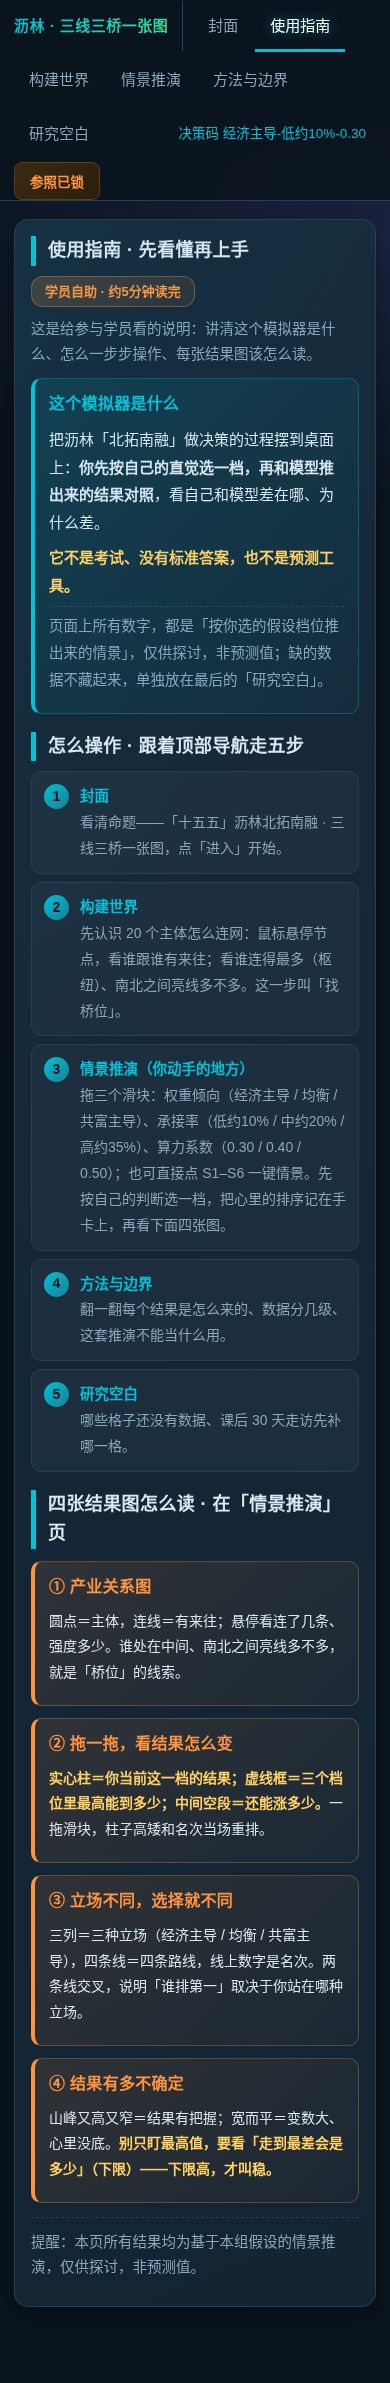 沥林 · 三线三桥一张图
封面
使用指南
构建世界
情景推演
方法与边界
研究空白
决策码 经济主导-低约10%-0.30
参照已锁
使用指南 · 先看懂再上手
学员自助 · 约5分钟读完
这是给参与学员看的说明：讲清这个模拟器是什
么、怎么一步步操作、每张结果图该怎么读。
这个模拟器是什么
把沥林「北拓南融」做决策的过程摆到桌面
上：你先按自己的直觉选一档，再和模型推
出来的结果对照，看自己和模型差在哪、为
什么差。
它不是考试、没有标准答案，也不是预测工
具。
页面上所有数字，都是「按你选的假设档位推
出来的情景」，仅供探讨，非预测值；缺的数
据不藏起来，单独放在最后的「研究空白」。
怎么操作 · 跟着顶部导航走五步
1 封面
看清命题——「十五五」沥林北拓南融 · 三
线三桥一张图，点「进入」开始。
2 构建世界
先认识 20 个主体怎么连网：鼠标悬停节
点，看谁跟谁有来往；看谁连得最多（枢
纽）、南北之间亮线多不多。这一步叫「找
桥位」。
3 情景推演（你动手的地方）
拖三个滑块：权重倾向（经济主导 / 均衡 /
共富主导）、承接率（低约10% / 中约20% /
高约35%）、算力系数（0.30 / 0.40 /
0.50）；也可直接点 S1–S6 一键情景。先
按自己的判断选一档，把心里的排序记在手
卡上，再看下面四张图。
4 方法与边界
翻一翻每个结果是怎么来的、数据分几级、
这套推演不能当什么用。
5 研究空白
哪些格子还没有数据、课后 30 天走访先补
哪一格。
四张结果图怎么读 · 在「情景推演」
页
① 产业关系图
圆点＝主体，连线＝有来往；悬停看连了几条、
强度多少。谁处在中间、南北之间亮线多不多，
就是「桥位」的线索。
② 拖一拖，看结果怎么变
实心柱＝你当前这一档的结果；虚线框＝三个档
位里最高能到多少；中间空段＝还能涨多少。一
拖滑块，柱子高矮和名次当场重排。
③ 立场不同，选择就不同
三列＝三种立场（经济主导 / 均衡 / 共富主
导），四条线＝四条路线，线上数字是名次。两
条线交叉，说明「谁排第一」取决于你站在哪种
立场。
④ 结果有多不确定
山峰又高又窄＝结果有把握；宽而平＝变数大、
心里没底。别只盯最高值，要看「走到最差会是
多少」（下限）——下限高，才叫稳。
提醒：本页所有结果均为基于本组假设的情景推
演，仅供探讨，非预测值。